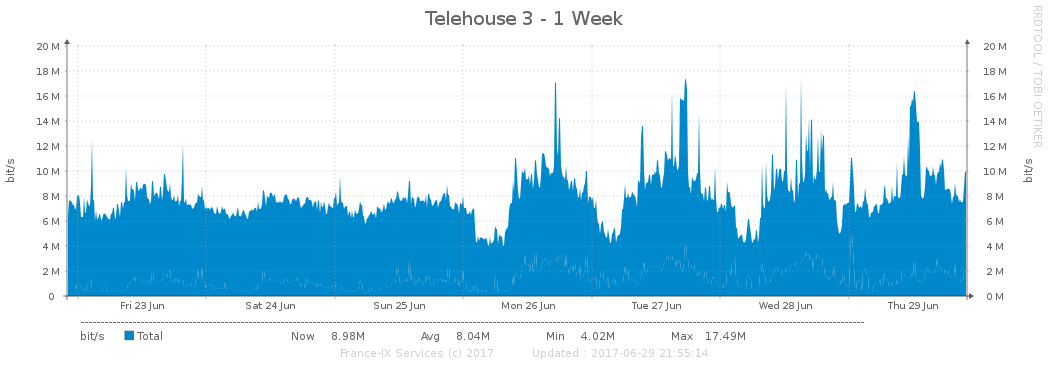 Telehouse 3 - 1 Week
RRDTOOL / TOBI OETIKER
20 M 20 M
18 M 18 M
16 M 16 M
14 M 14 M
12 M 12 M
10 M 10 M
8 M 8 M
6 M 6 M
4 M 4 M
2 M 2 M
0 0 M
bit/s bit/s
Fri 23 Jun Sat 24 Jun Sun 25 Jun Mon 26 Jun Tue 27 Jun Wed 28 Jun Thu 29 Jun
bit/s Total Now 8.98M Avg 8.04M Min 4.02M Max 17.49M
France-IX Services (c) 2017 Updated : 2017-06-29 21:55:14